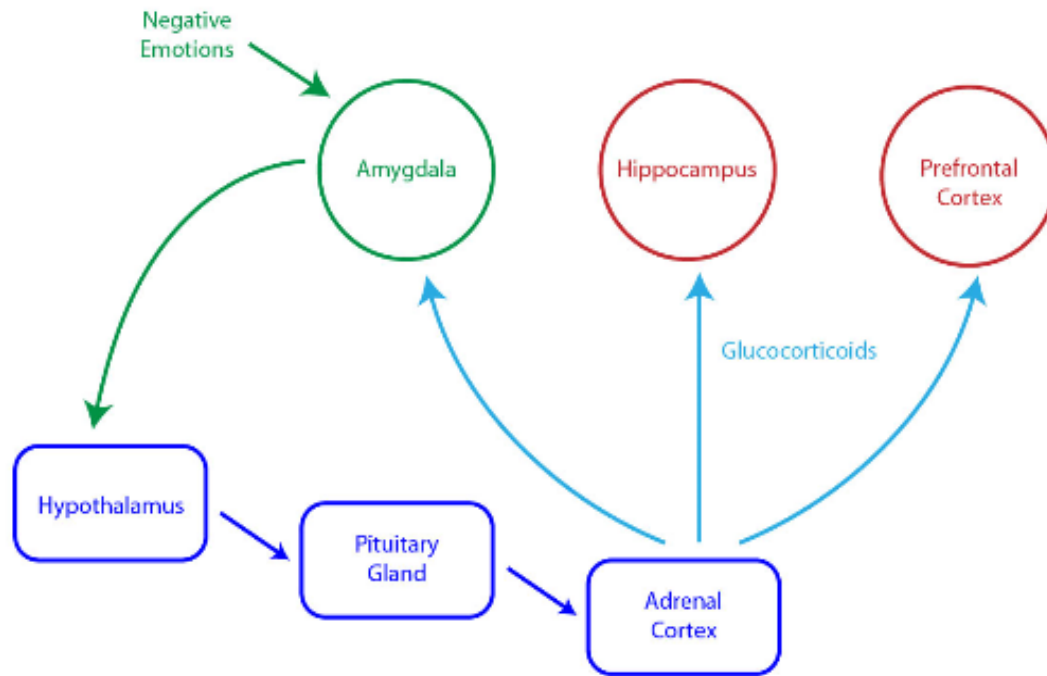 Negative
Emotions
Amygdala
Hippocampus
Prefrontal
Cortex
Glucocorticoids
Hypothalamus
Pituitary
Gland
Adrenal
Cortex